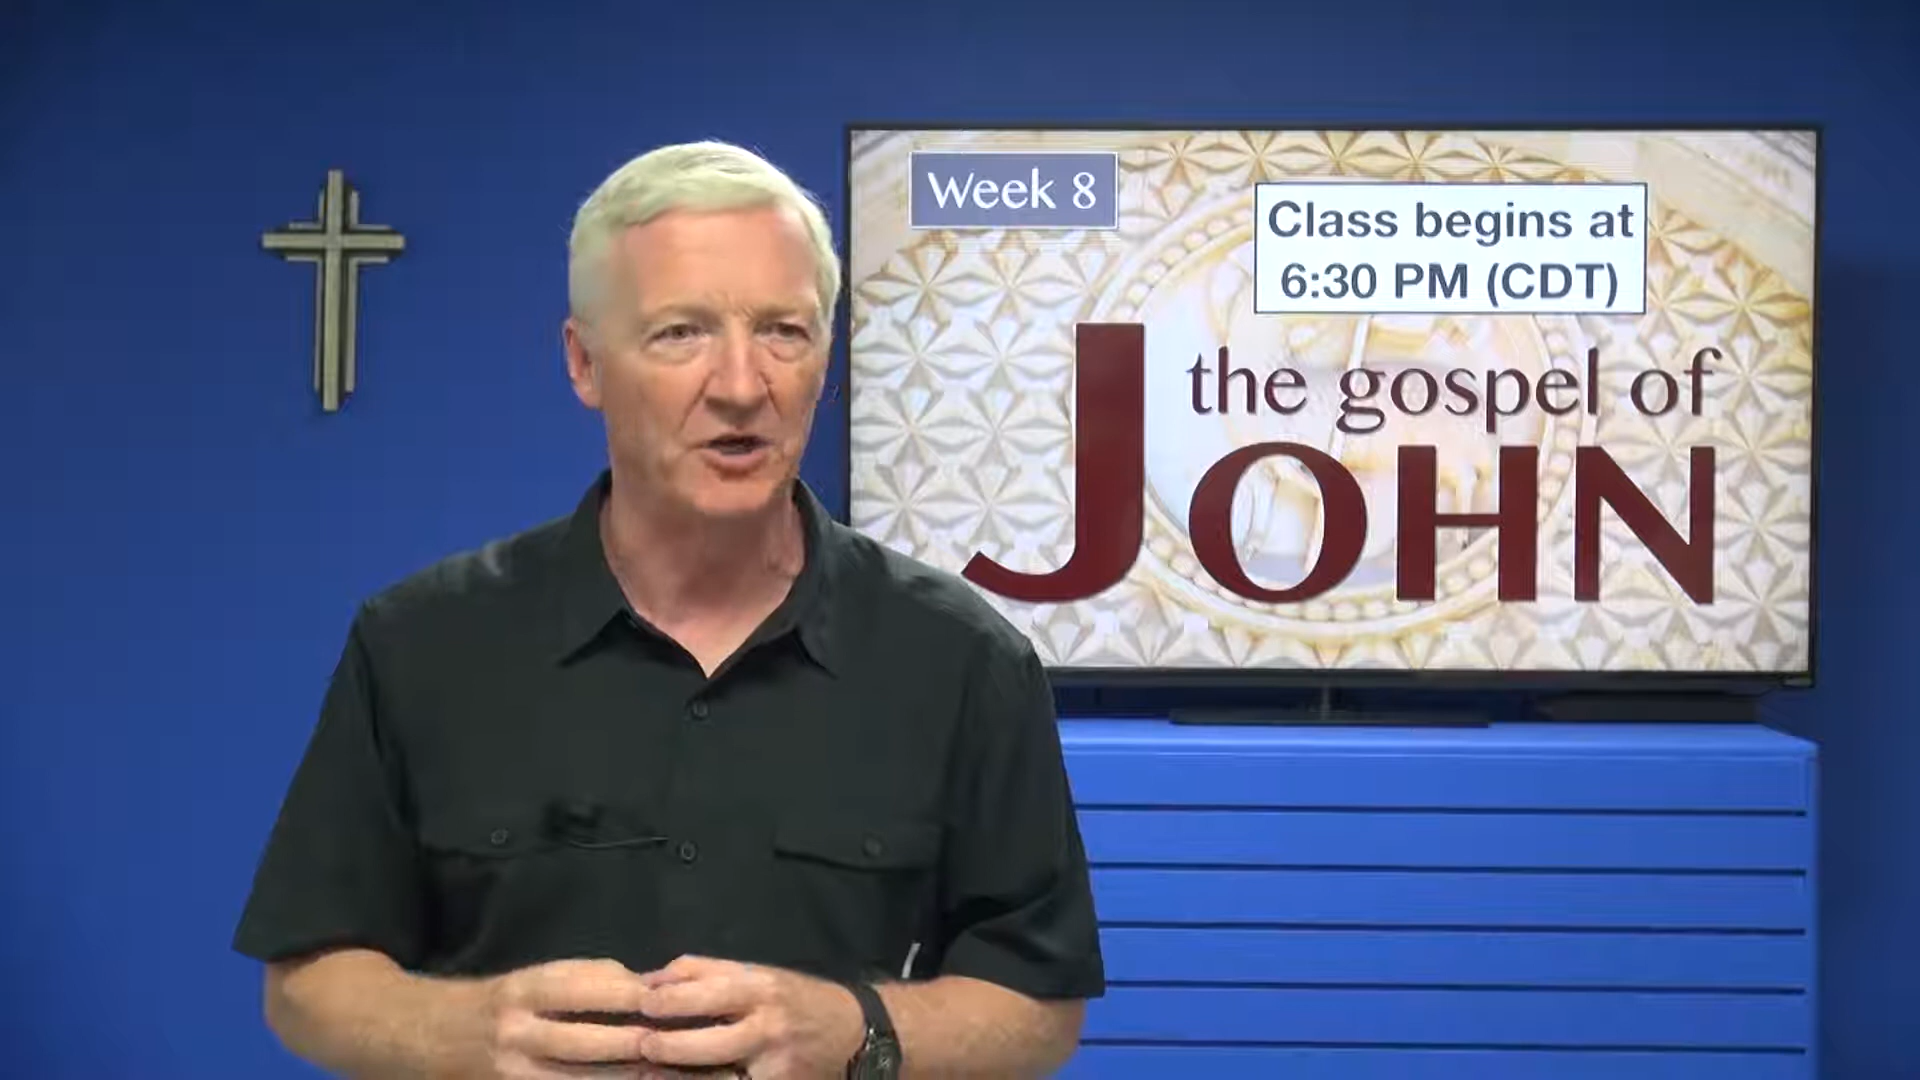 Week 8
Class begins at
6:30 PM (CDT)
the gospel of
JOHN